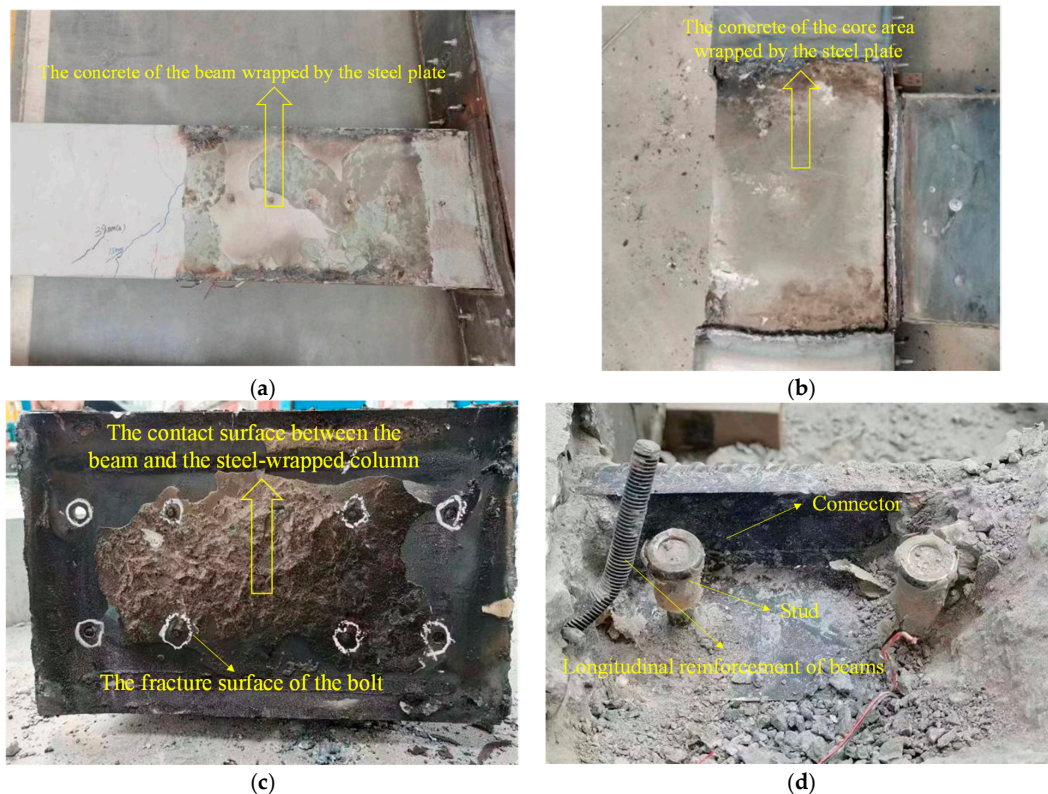 The concrete of the beam wrapped by the steel plate
The concrete of the core area
wrapped by the steel plate
(a)
(b)
The contact surface between the
beam and the steel-wrapped column
The fracture surface of the bolt
Connector
Stud
Longitudinal reinforcement of beams
(c)
(d)